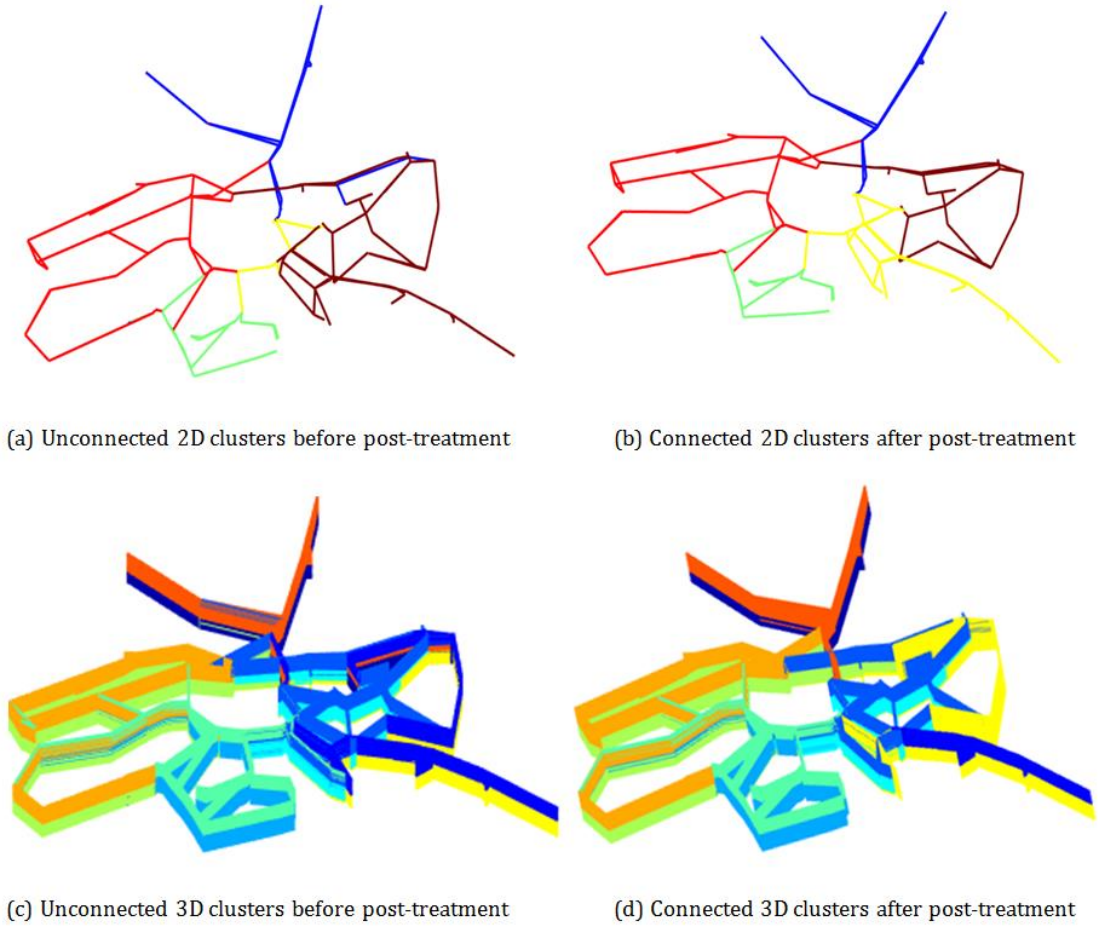 (a) Unconnected 2D clusters before post-treatment
(b) Connected 2D clusters after post-treatment
(c) Unconnected 3D clusters before post-treatment
(d) Connected 3D clusters after post-treatment